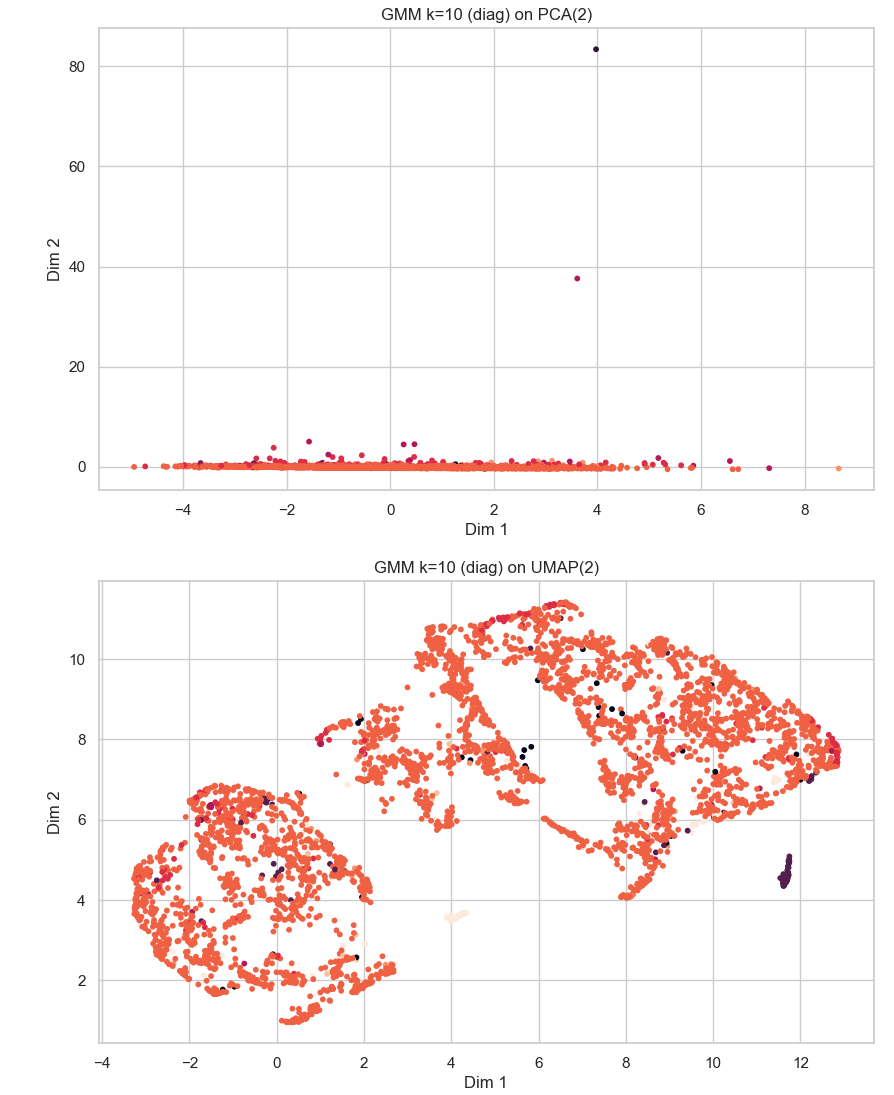 GMM k=10 (diag) on PCA(2)
80
60
40
20
0
Dim 2
−4 −2 0 2 4 6 8
Dim 1
GMM k=10 (diag) on UMAP(2)
10
8
6
4
2
Dim 2
−4 −2 0 2 4 6 8 10 12
Dim 1